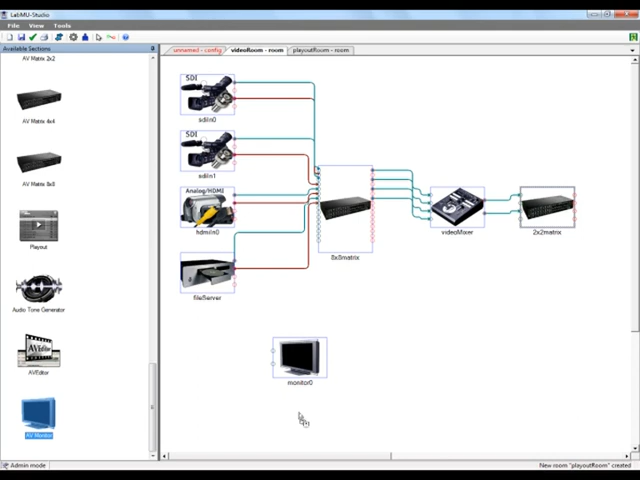 LabMU-Studio
File View Tools
Available Sections
unnamed - config videoRoom - room playoutRoom - room
AV Matrix 2x2
AV Matrix 4x4
AV Matrix 8x8
Playout
Audio Tone Generator
AVEditor
AV Monitor
SDI
sdiIn0
SDI
sdiIn1
Analog/HDMI
hdmiIn0
fileServer
8x8matrix
videoMixer
2x2matrix
monitor0
Admin mode
New room "playoutRoom" created